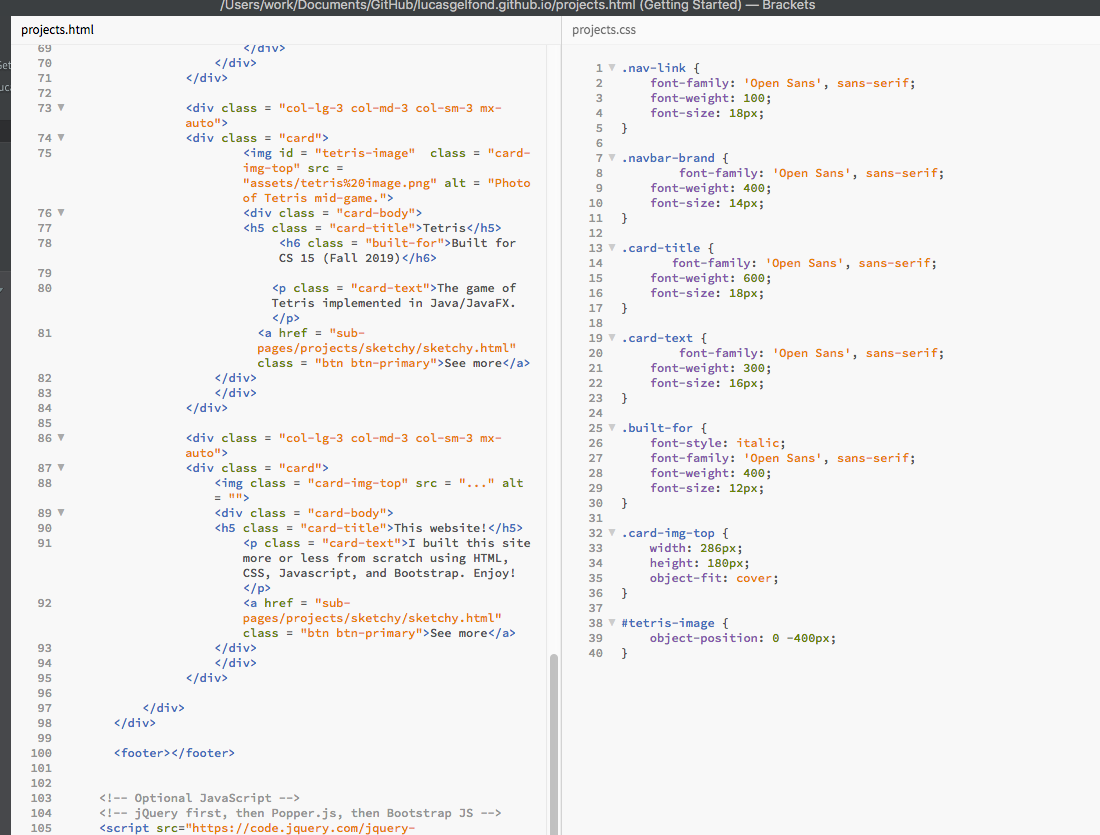 /Users/work/Documents/GitHub/lucasgelfond.github.io/projects.html (Getting Started) — Brackets
projects.html
69 </div>
70 </div>
71 </div>
72
73 <div class = "col-lg-3 col-md-3 col-sm-3 mx-
auto">
74 <div class = "card">
75 <img id = "tetris-image"  class = "card-
img-top" src =
"assets/tetris%20image.png" alt = "Photo
of Tetris mid-game.">
76 <div class = "card-body">
77 <h5 class = "card-title">Tetris</h5>
78 <h6 class = "built-for">Built for
CS 15 (Fall 2019)</h6>
79
80 <p class = "card-text">The game of
Tetris implemented in Java/JavaFX.
</p>
81 <a href = "sub-
pages/projects/sketchy/sketchy.html"
class = "btn btn-primary">See more</a>
82 </div>
83 </div>
84 </div>
85
86 <div class = "col-lg-3 col-md-3 col-sm-3 mx-
auto">
87 <div class = "card">
88 <img class = "card-img-top" src = "..." alt
= "">
89 <div class = "card-body">
90 <h5 class = "card-title">This website!</h5>
91 <p class = "card-text">I built this site
more or less from scratch using HTML,
CSS, Javascript, and Bootstrap. Enjoy!
</p>
92 <a href = "sub-
pages/projects/sketchy/sketchy.html"
class = "btn btn-primary">See more</a>
93 </div>
94 </div>
95 </div>
96
97 </div>
98 </div>
99
100 <footer></footer>
101
102
103 <!-- Optional JavaScript -->
104 <!-- jQuery first, then Popper.js, then Bootstrap JS -->
105 <script src="https://code.jquery.com/jquery-
projects.css
1 .nav-link {
2 font-family: 'Open Sans', sans-serif;
3 font-weight: 100;
4 font-size: 18px;
5 }
6
7 .navbar-brand {
8 font-family: 'Open Sans', sans-serif;
9 font-weight: 400;
10 font-size: 14px;
11 }
12
13 .card-title {
14 font-family: 'Open Sans', sans-serif;
15 font-weight: 600;
16 font-size: 18px;
17 }
18
19 .card-text {
20 font-family: 'Open Sans', sans-serif;
21 font-weight: 300;
22 font-size: 16px;
23 }
24
25 .built-for {
26 font-style: italic;
27 font-family: 'Open Sans', sans-serif;
28 font-weight: 400;
29 font-size: 12px;
30 }
31
32 .card-img-top {
33 width: 286px;
34 height: 180px;
35 object-fit: cover;
36 }
37
38 #tetris-image {
39 object-position: 0 -400px;
40 }